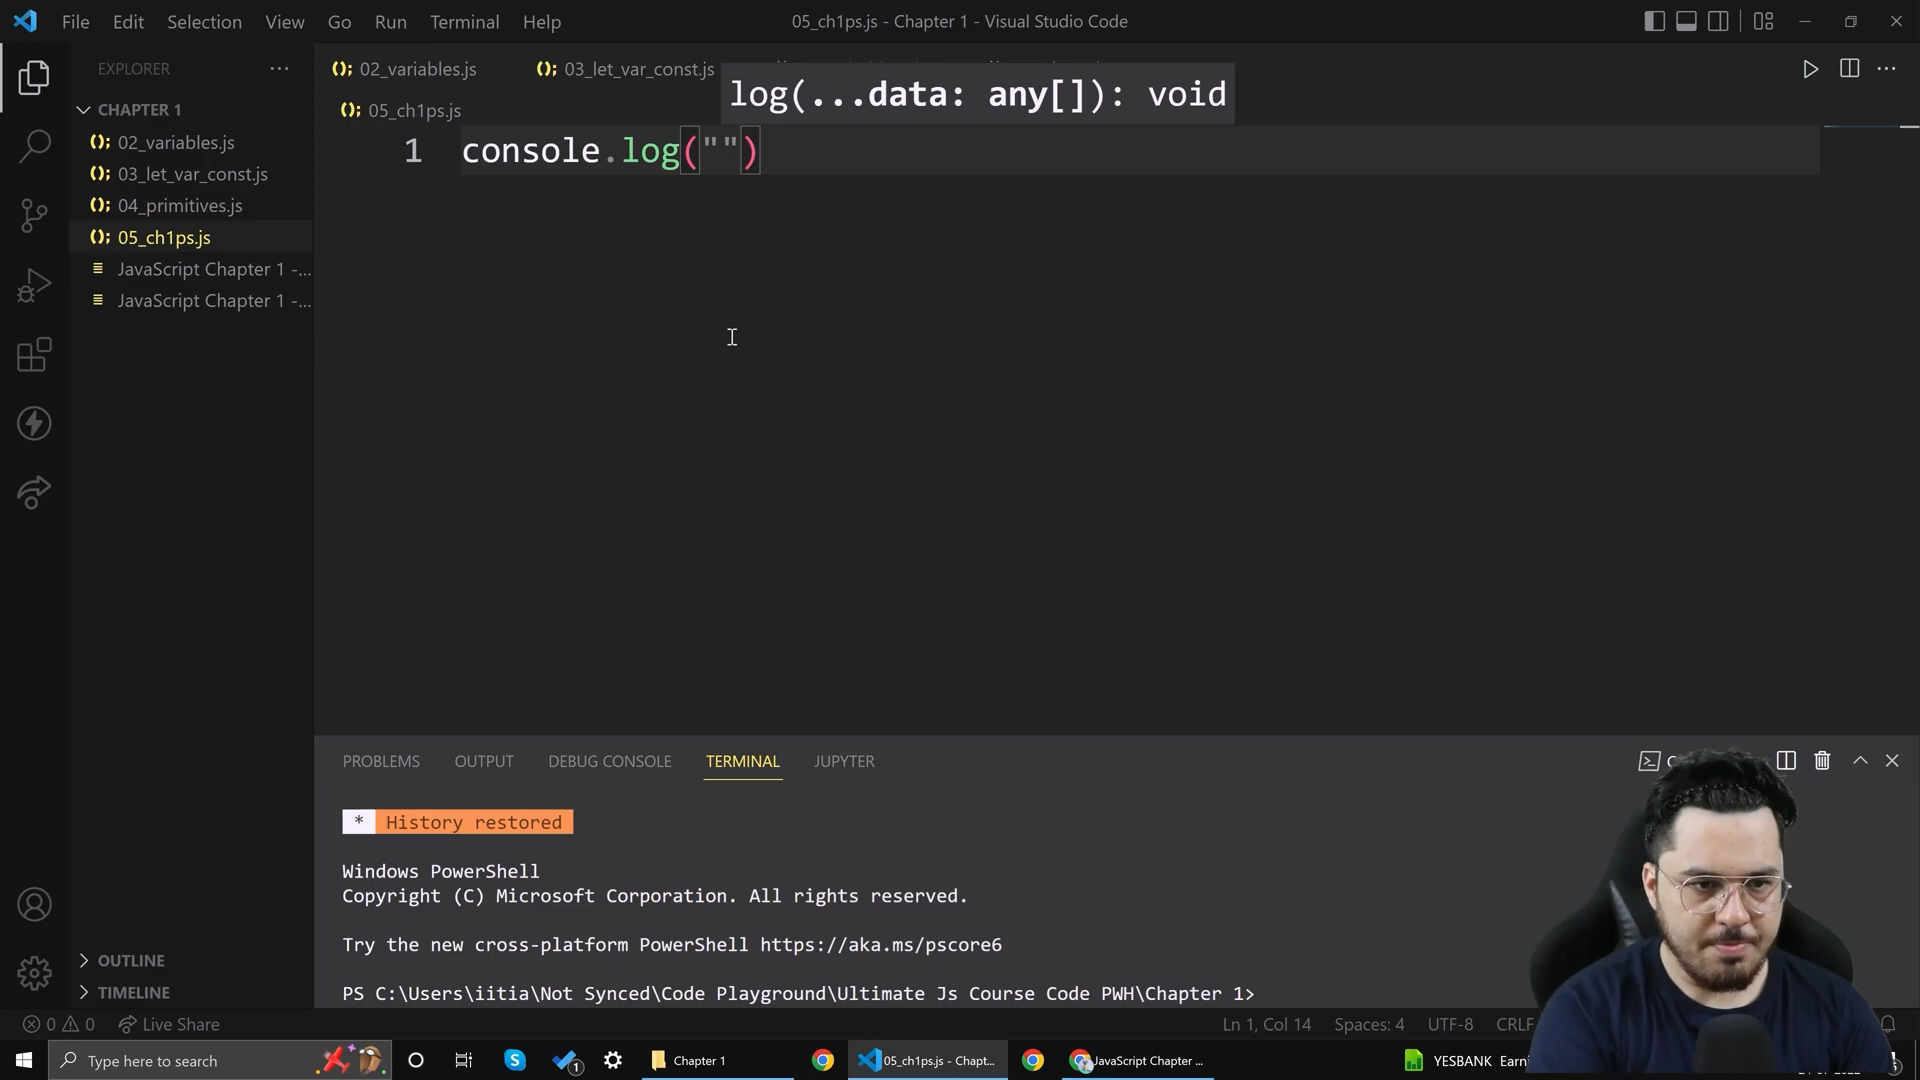 File Edit Selection View Go Run Terminal Help
05_ch1ps.js - Chapter 1 - Visual Studio Code
EXPLORER
CHAPTER 1
02_variables.js
03_let_var_const.js
04_primitives.js
05_ch1ps.js
JavaScript Chapter 1 -...
JavaScript Chapter 1 -...
OUTLINE
TIMELINE
02_variables.js
03_let_var_const.js
05_ch1ps.js
log(...data: any[]): void
1 console.log("")
PROBLEMS OUTPUT DEBUG CONSOLE TERMINAL JUPYTER
* History restored
Windows PowerShell
Copyright (C) Microsoft Corporation. All rights reserved.
Try the new cross-platform PowerShell https://aka.ms/pscore6
PS C:\Users\iitia\Not Synced\Code Playground\Ultimate Js Course Code PWH\Chapter 1>
0 0 Live Share
Ln 1, Col 14 Spaces: 4 UTF-8 CRLF
Type here to search
1
Chapter 1
05_ch1ps.js - Chapt...
JavaScript Chapter ...
YESBANK Earni